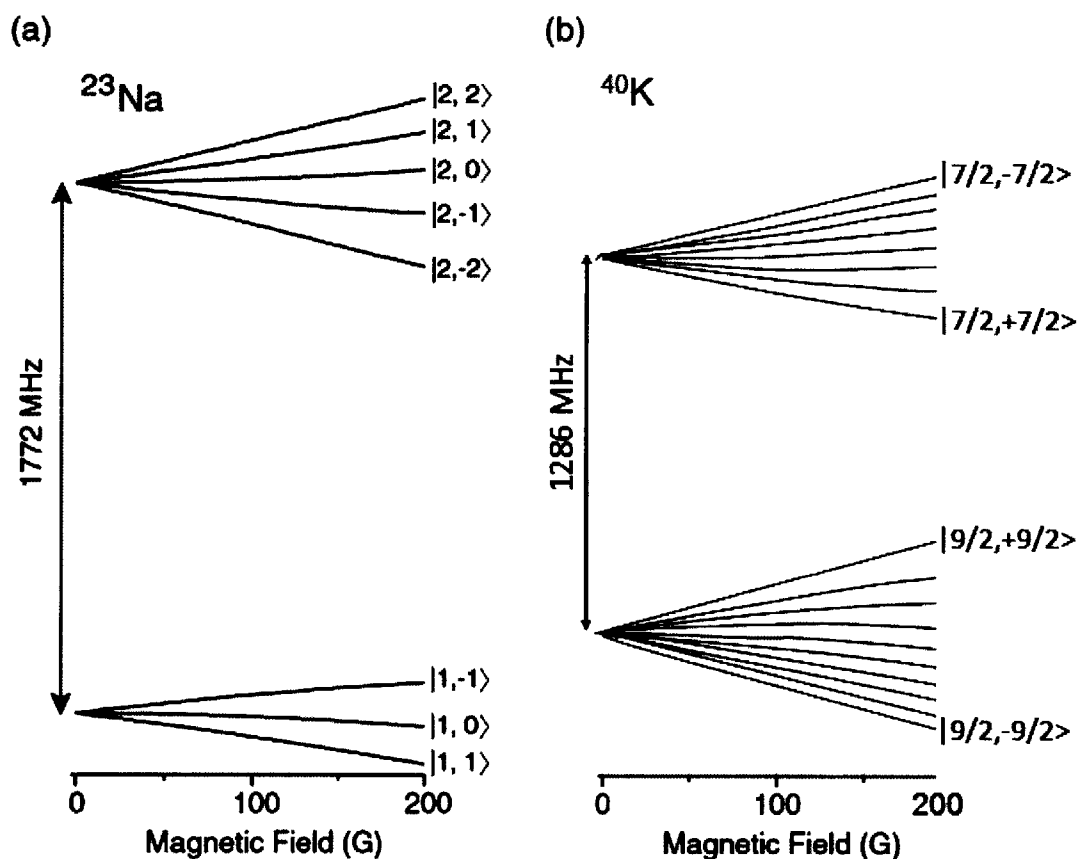 (a)
²³Na
|2, 2⟩
|2, 1⟩
|2, 0⟩
|2,-1⟩
|2,-2⟩
1772 MHz
|1,-1⟩
|1, 0⟩
|1, 1⟩
0
100
200
Magnetic Field (G)
(b)
⁴⁰K
|7/2,-7/2>
|7/2,+7/2>
1286 MHz
|9/2,+9/2>
|9/2,-9/2>
0
100
200
Magnetic Field (G)